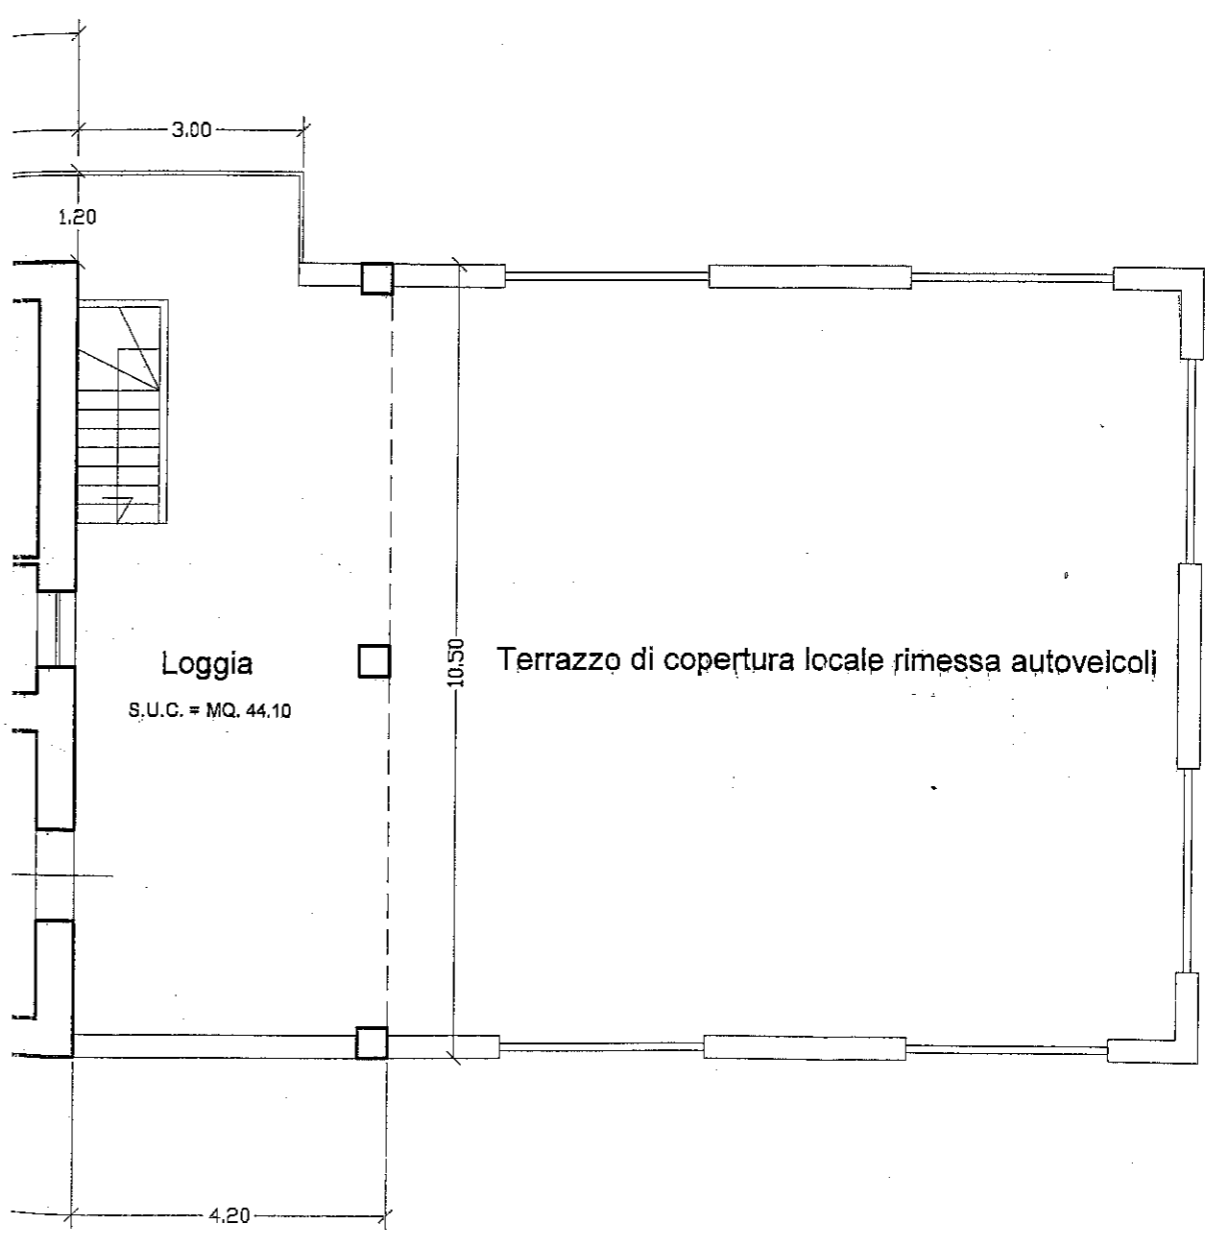 3.00
1.20
10.50
Loggia
Terrazzo di copertura locale rimessa autoveicoli
S.U.C. = MQ. 44.10
4.20